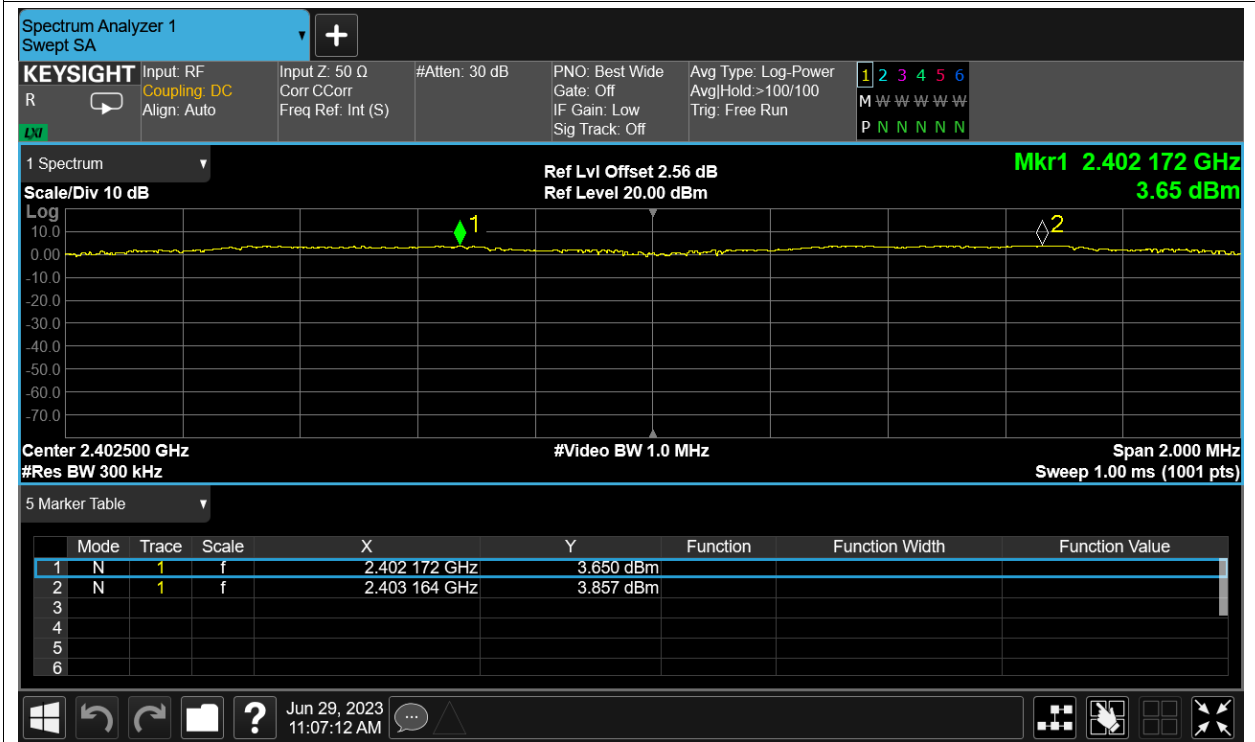 Spectrum Analyzer 1
Swept SA
+
KEYSIGHT Input: RF Input Z: 50 Ω #Atten: 30 dB PNO: Best Wide Avg Type: Log-Power 1 2 3 4 5 6
R Coupling: DC Corr CCorr Gate: Off Avg|Hold:>100/100 M W W W W W W
Align: Auto Freq Ref: Int (S) IF Gain: Low Trig: Free Run
LXI Sig Track: Off P N N N N N N
1 Spectrum Ref Lvl Offset 2.56 dB Mkr1 2.402 172 GHz
Scale/Div 10 dB Ref Level 20.00 dBm 3.65 dBm
Log
1 2
10.0
0.00
-10.0
-20.0
-30.0
-40.0
-50.0
-60.0
-70.0
Center 2.402500 GHz #Video BW 1.0 MHz Span 2.000 MHz
#Res BW 300 kHz Sweep 1.00 ms (1001 pts)
5 Marker Table
Mode Trace Scale X Y Function Function Width Function Value
1 N 1 f 2.402 172 GHz 3.650 dBm
2 N 1 f 2.403 164 GHz 3.857 dBm
3
4
5
6
? Jun 29, 2023
11:07:12 AM